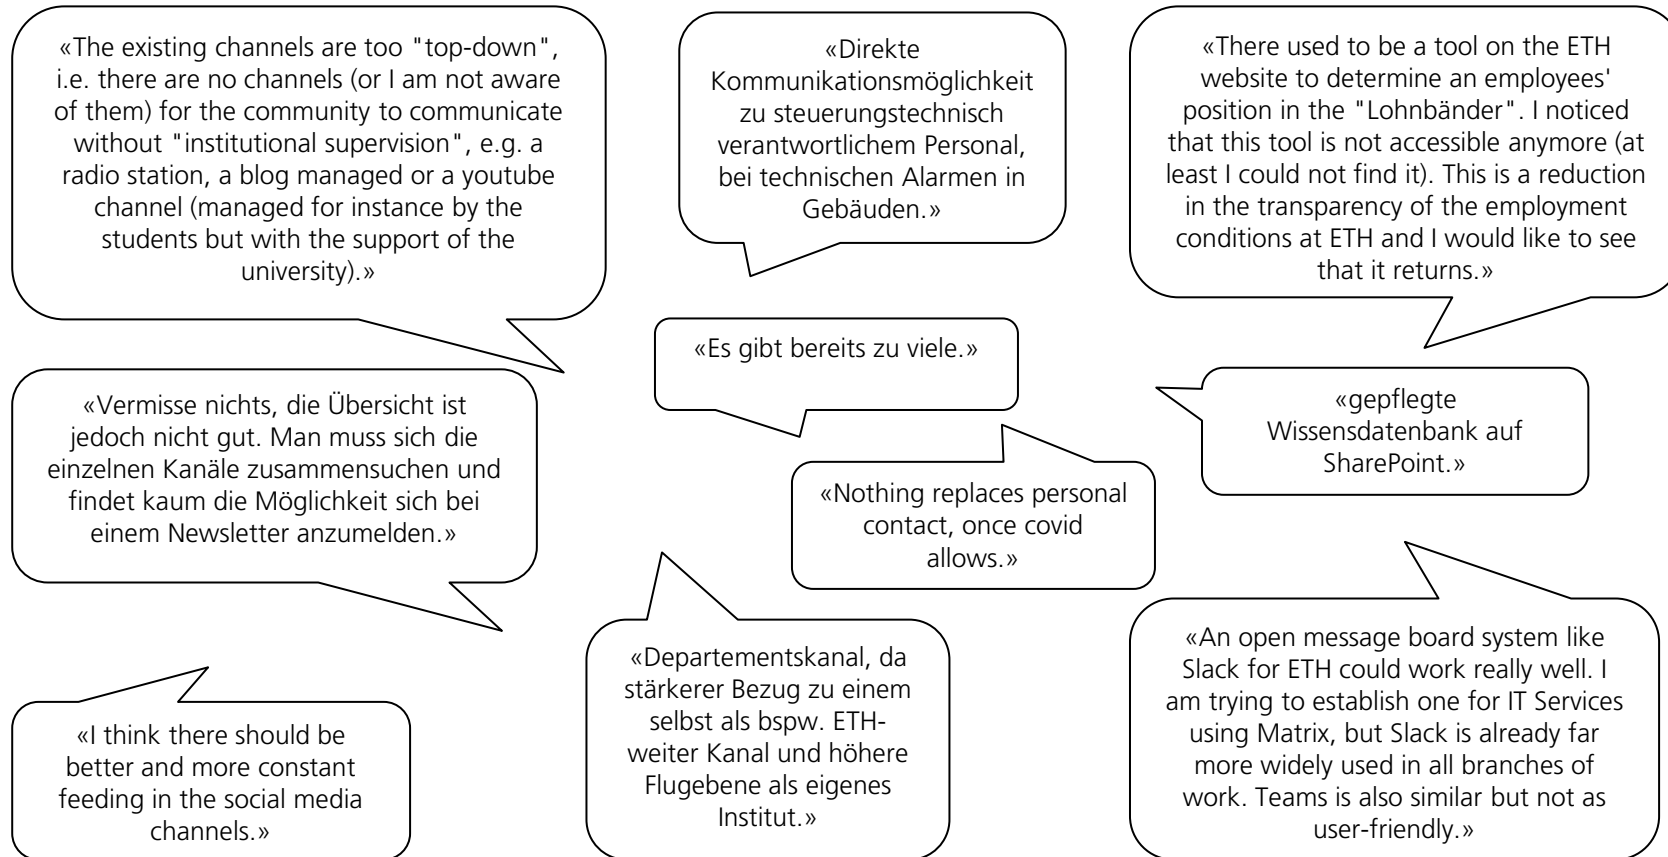 «The existing channels are too "top-down",
i.e. there are no channels (or I am not aware
of them) for the community to communicate
without "institutional supervision", e.g. a
radio station, a blog managed or a youtube
channel (managed for instance by the
students but with the support of the
university).»
«Direkte
Kommunikationsmöglichkeit
zu steuerungstechnisch
verantwortlichem Personal,
bei technischen Alarmen in
Gebäuden.»
«There used to be a tool on the ETH
website to determine an employees'
position in the "Lohnbänder". I noticed
that this tool is not accessible anymore (at
least I could not find it). This is a reduction
in the transparency of the employment
conditions at ETH and I would like to see
that it returns.»
«Es gibt bereits zu viele.»
«Vermisse nichts, die Übersicht ist
jedoch nicht gut. Man muss sich die
einzelnen Kanäle zusammensuchen und
findet kaum die Möglichkeit sich bei
einem Newsletter anzumelden.»
«gepflegte
Wissensdatenbank auf
SharePoint.»
«Nothing replaces personal
contact, once covid
allows.»
«I think there should be
better and more constant
feeding in the social media
channels.»
«Departementskanal, da
stärkerer Bezug zu einem
selbst als bspw. ETH-
weiter Kanal und höhere
Flugebene als eigenes
Institut.»
«An open message board system like
Slack for ETH could work really well. I
am trying to establish one for IT Services
using Matrix, but Slack is already far
more widely used in all branches of
work. Teams is also similar but not as
user-friendly.»